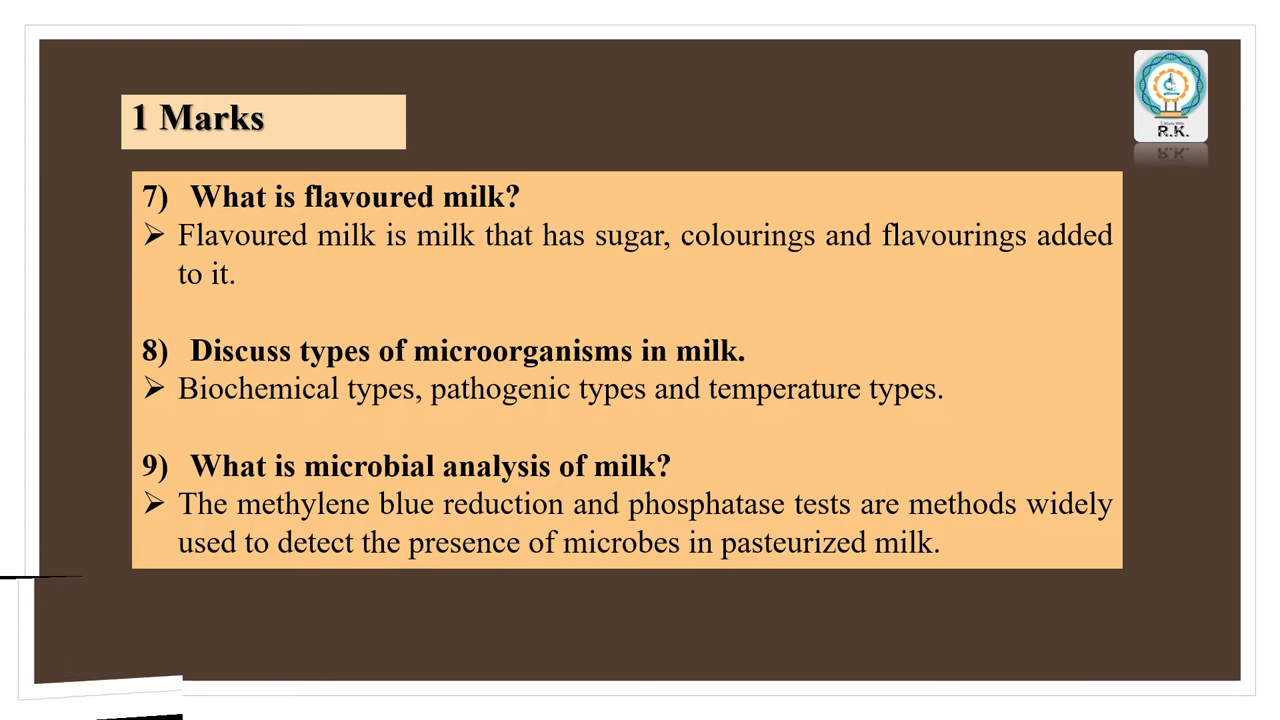 1 Marks
R.K.
7) What is flavoured milk?
➢ Flavoured milk is milk that has sugar, colourings and flavourings added
to it.
8) Discuss types of microorganisms in milk.
➢ Biochemical types, pathogenic types and temperature types.
9) What is microbial analysis of milk?
➢ The methylene blue reduction and phosphatase tests are methods widely
used to detect the presence of microbes in pasteurized milk.